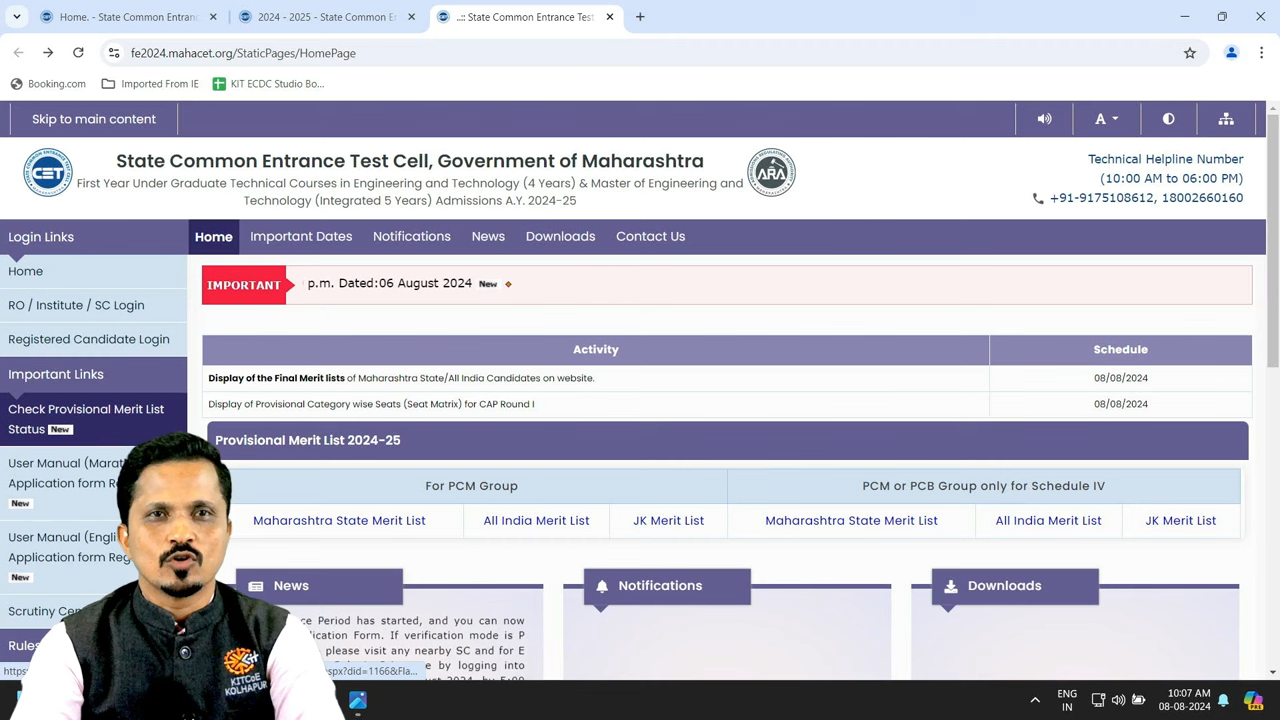 Home. - State Common Entranc
2024 - 2025 - State Common E
..:: State Common Entrance Test
fe2024.mahacet.org/StaticPages/HomePage
Booking.com
Imported From IE
KIT ECDC Studio Bo...
Skip to main content
A
State Common Entrance Test Cell, Government of Maharashtra
First Year Under Graduate Technical Courses in Engineering and Technology (4 Years) & Master of Engineering and
Technology (Integrated 5 Years) Admissions A.Y. 2024-25
CET
ARA
Technical Helpline Number
(10:00 AM to 06:00 PM)
+91-9175108612, 18002660160
Login Links
Home
RO / Institute / SC Login
Registered Candidate Login
Important Links
Check Provisional Merit List
Status New
User Manual (Marat
Application form Re
New
User Manual (Engli
Application form Reg
New
Scrutiny Cen
Rules
Home Important Dates Notifications News Downloads Contact Us
IMPORTANT
p.m. Dated:06 August 2024 New
Activity Schedule
Display of the Final Merit lists of Maharashtra State/All India Candidates on website. 08/08/2024
Display of Provisional Category wise Seats (Seat Matrix) for CAP Round I 08/08/2024
Provisional Merit List 2024-25
For PCM Group PCM or PCB Group only for Schedule IV
Maharashtra State Merit List All India Merit List JK Merit List Maharashtra State Merit List All India Merit List JK Merit List
News
Notifications
Downloads
ce Period has started, and you can now
plication Form. If verification mode is P
please visit any nearby SC and for E
e by logging into
https
spx?did=1166&Fla...
KIT
KITCoE
KOLHAPUR
ENG
IN
10:07 AM
08-08-2024